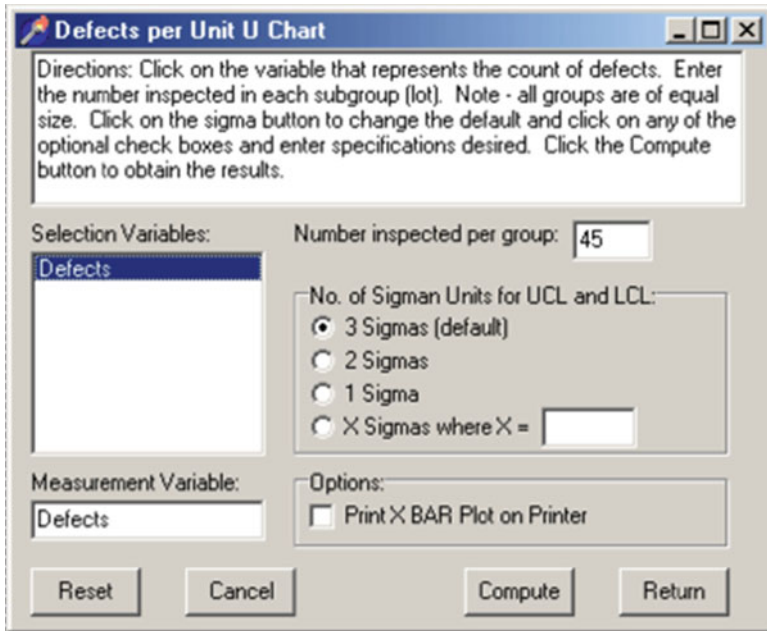 Defects per Unit U Chart
Directions: Click on the variable that represents the count of defects.  Enter
the number inspected in each subgroup (lot).  Note - all groups are of equal
size.  Click on the sigma button to change the default and click on any of the
optional check boxes and enter specifications desired.  Click the Compute
button to obtain the results.
Selection Variables:
Number inspected per group: 45
Defects
No. of Sigman Units for UCL and LCL:
3 Sigmas (default)
2 Sigmas
1 Sigma
X Sigmas where X =
Measurement Variable:
Defects
Options:
Print X BAR Plot on Printer
Reset
Cancel
Compute
Return